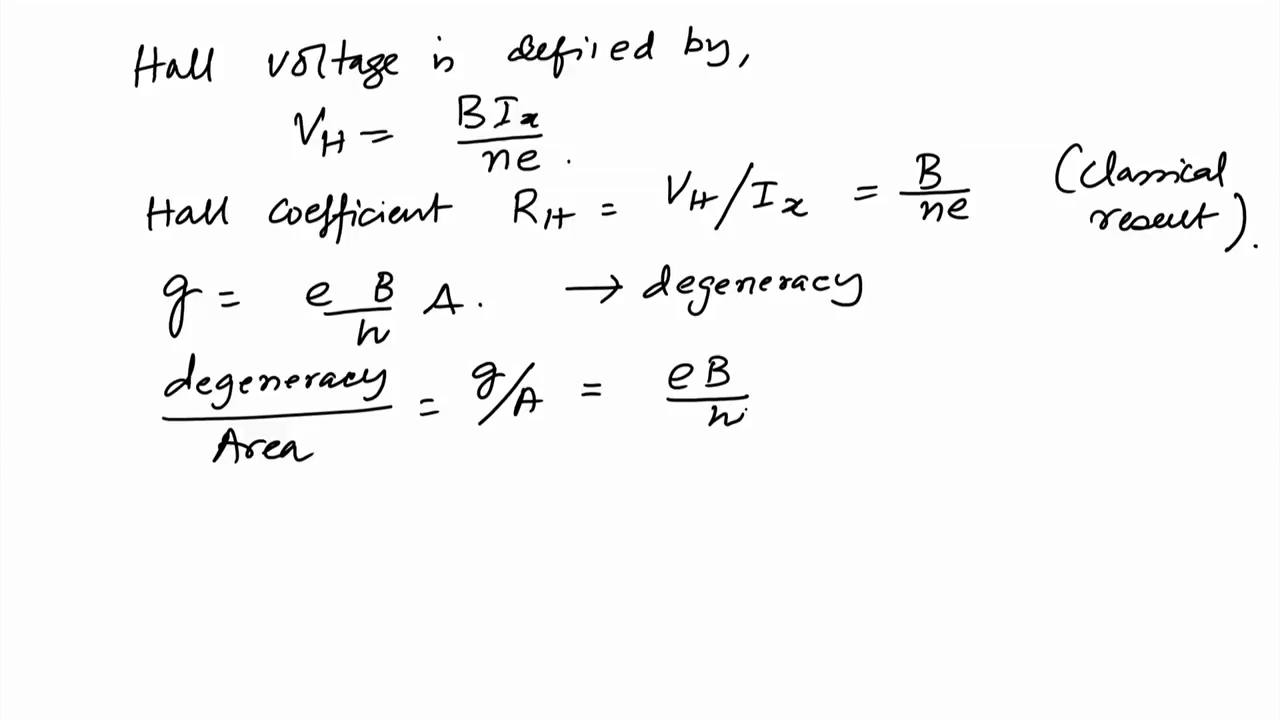 Hall voltage is defined by,
V_H = BI_x / ne .
Hall coefficient R_H = V_H/I_x = B/ne (Classical result).
g = e B/h A. → degeneracy
degeneracy/Area = g/A = eB/h